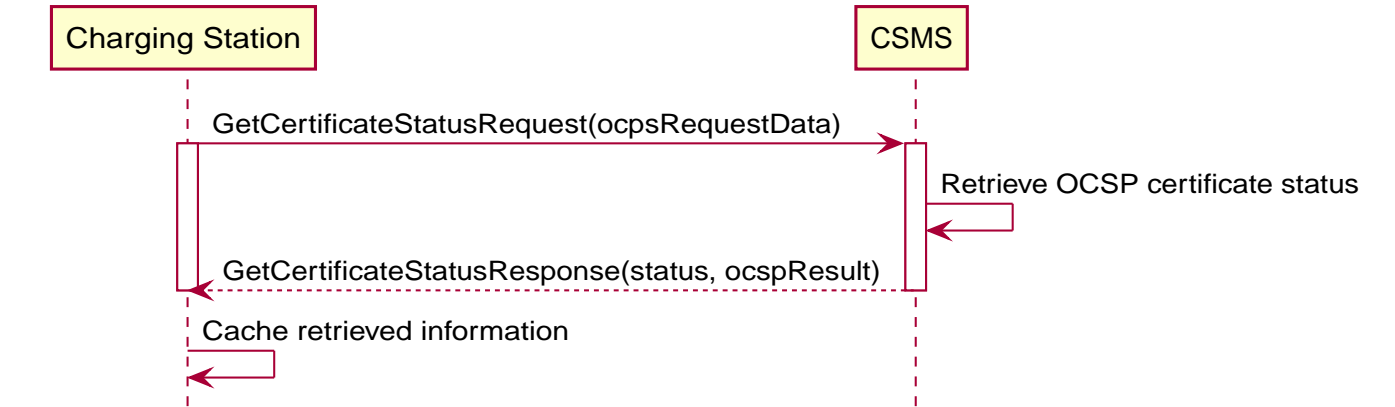 Charging Station
CSMS
GetCertificateStatusRequest(ocpsRequestData)
Retrieve OCSP certificate status
GetCertificateStatusResponse(status, ocspResult)
Cache retrieved information